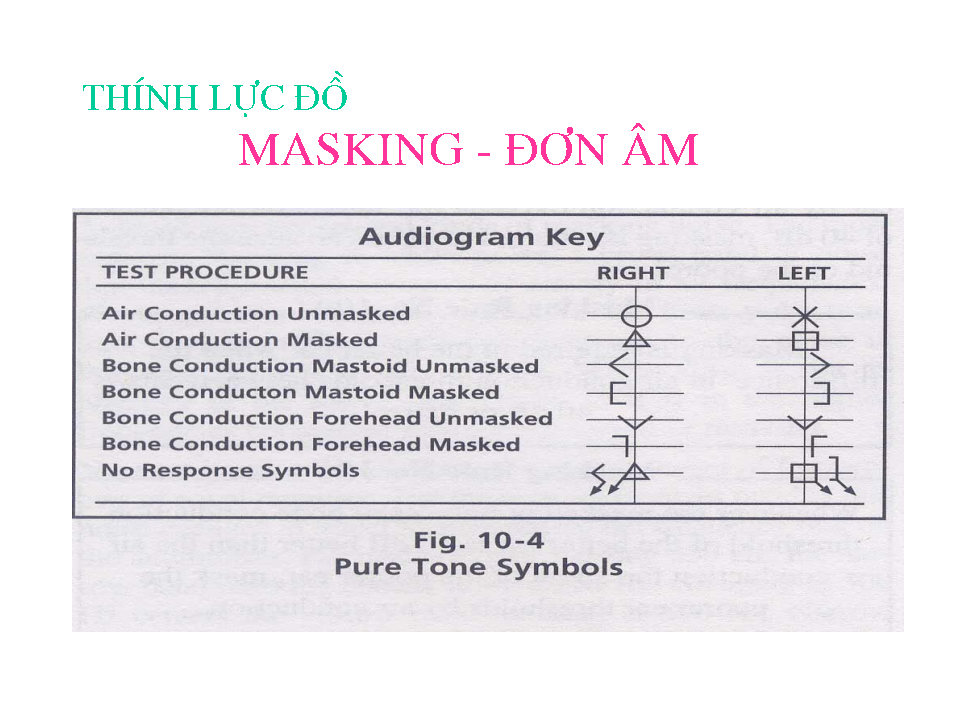 THÍNH LỰC ĐỒ
MASKING - ĐƠN ÂM
Audiogram Key
TEST PROCEDURE RIGHT LEFT
Air Conduction Unmasked
Air Conduction Masked
Bone Conduction Mastoid Unmasked
Bone Conducton Mastoid Masked
Bone Conduction Forehead Unmasked
Bone Conduction Forehead Masked
No Response Symbols
Fig. 10-4
Pure Tone Symbols